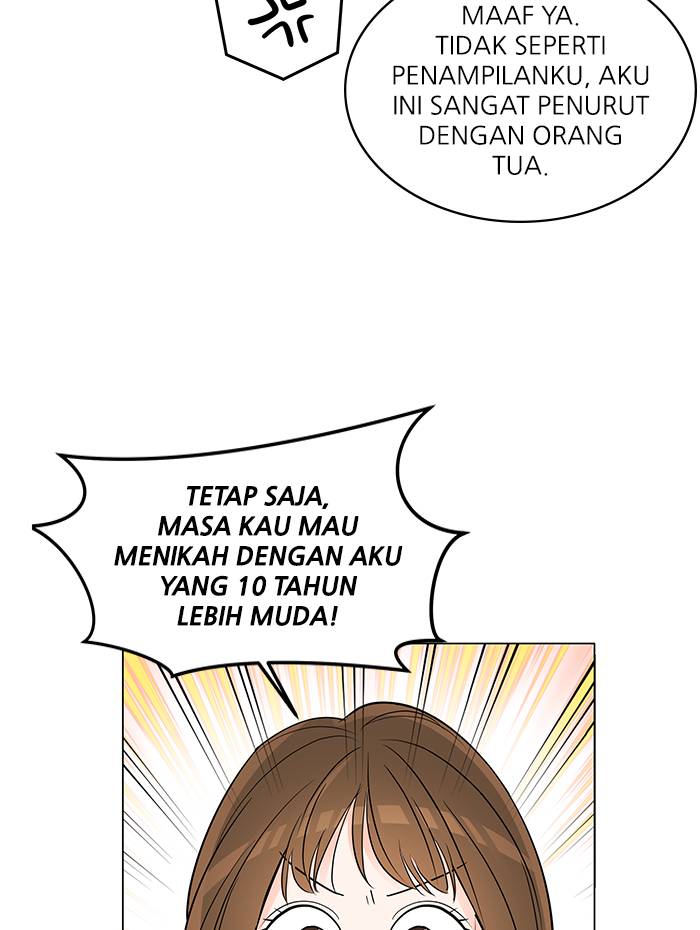 MAAF YA.
TIDAK SEPERTI
PENAMPILANKU, AKU
INI SANGAT PENURUT
DENGAN ORANG
TUA.
TETAP SAJA,
MASA KAU MAU
MENIKAH DENGAN AKU
YANG 10 TAHUN
LEBIH MUDA!